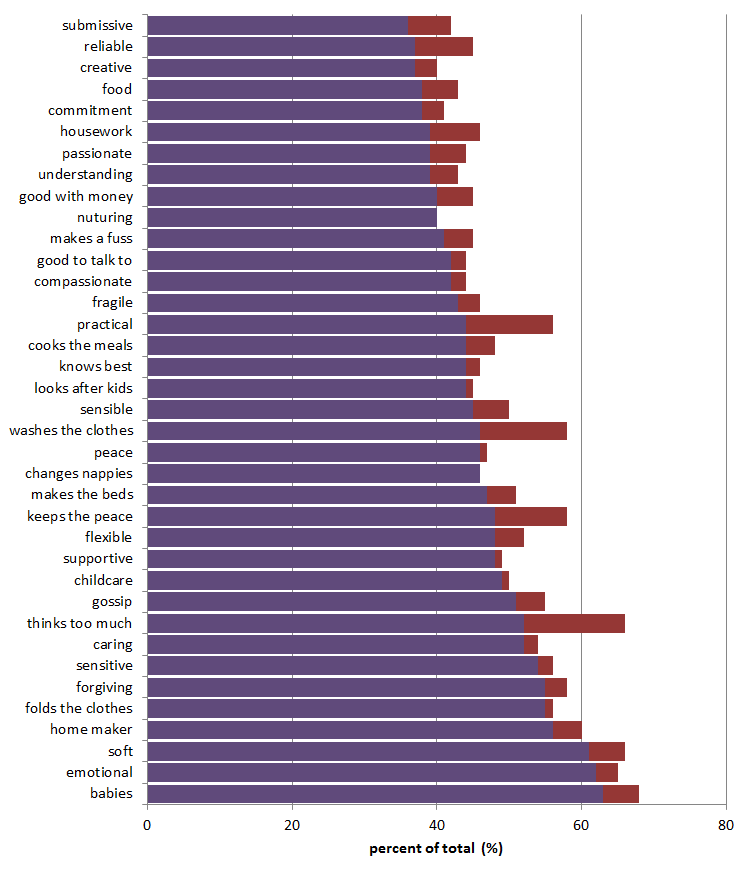 submissive
reliable
creative
food
commitment
housework
passionate
understanding
good with money
nuturing
makes a fuss
good to talk to
compassionate
fragile
practical
cooks the meals
knows best
looks after kids
sensible
washes the clothes
peace
changes nappies
makes the beds
keeps the peace
flexible
supportive
childcare
gossip
thinks too much
caring
sensitive
forgiving
folds the clothes
home maker
soft
emotional
babies
0 20 40 60 80
percent of total (%)